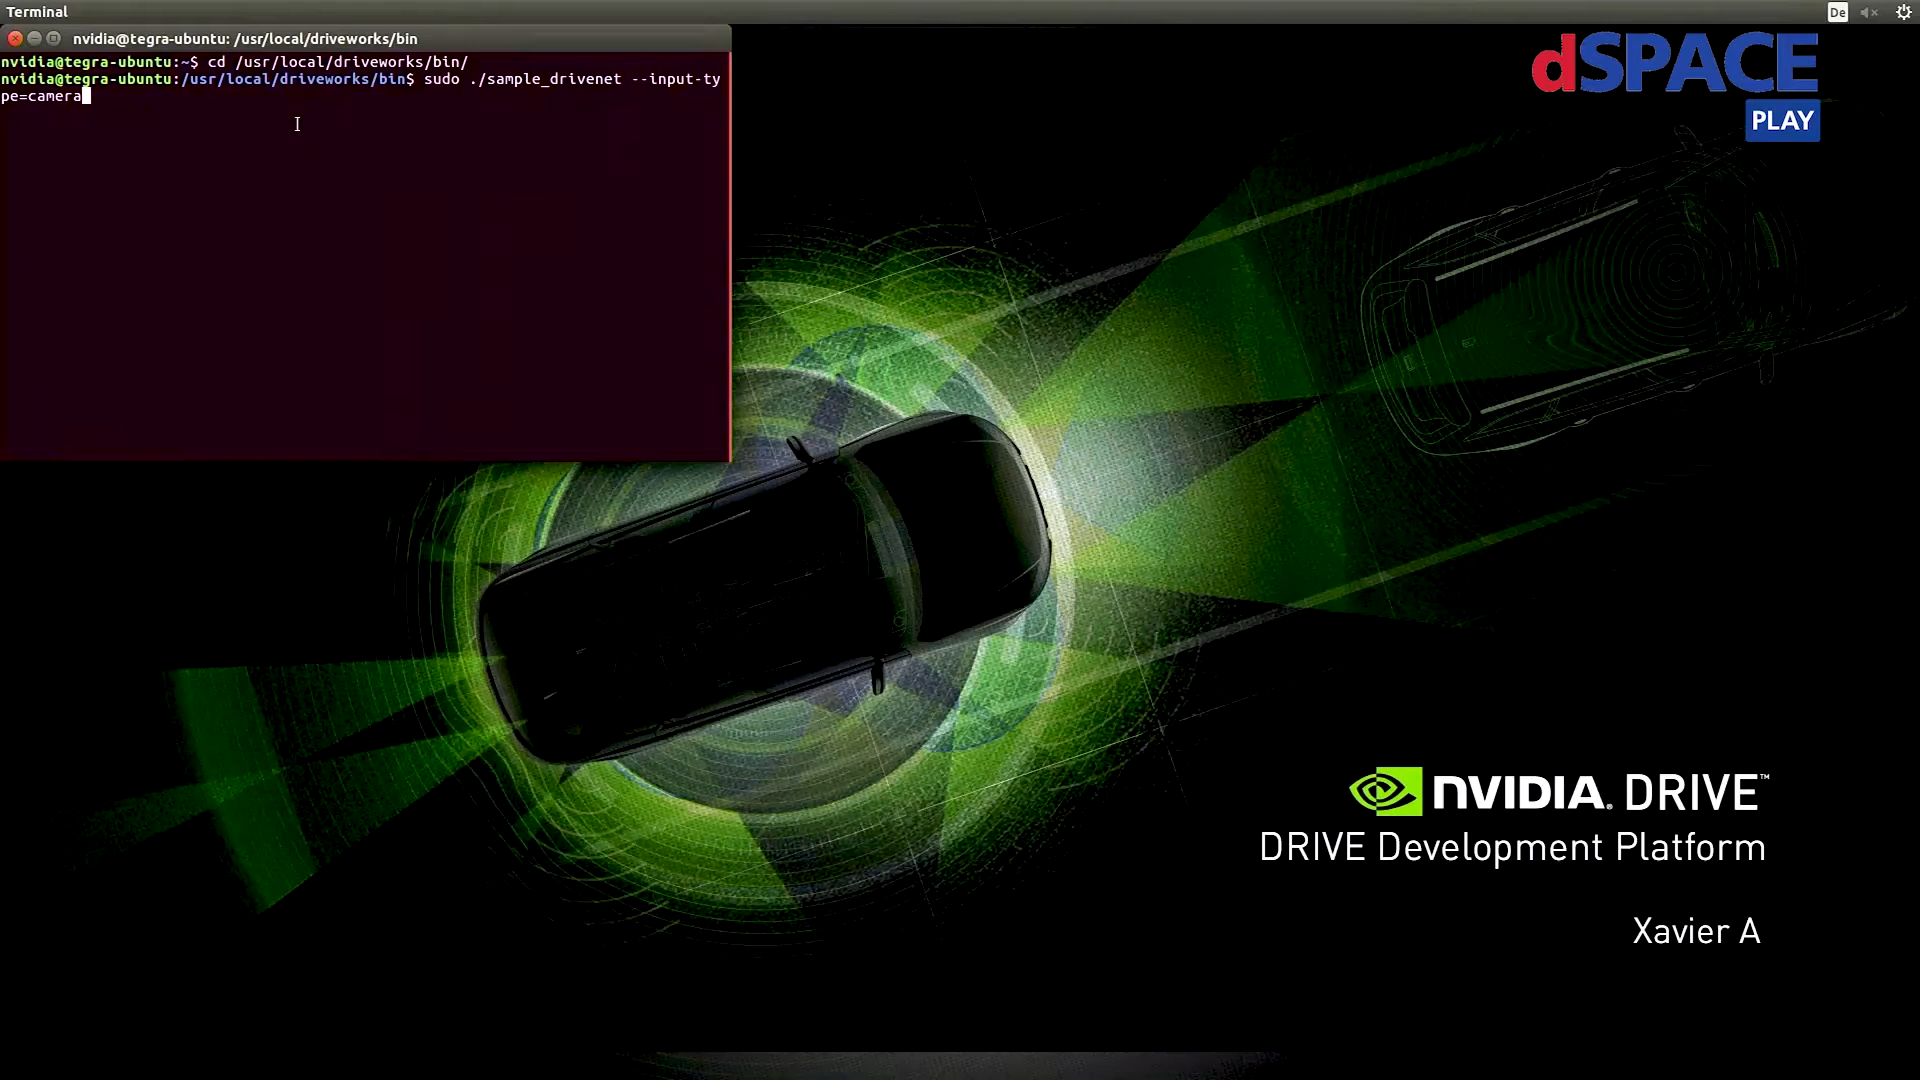 Terminal
De
nvidia@tegra-ubuntu: /usr/local/driveworks/bin
nvidia@tegra-ubuntu:~$ cd /usr/local/driveworks/bin/
nvidia@tegra-ubuntu:/usr/local/driveworks/bin$ sudo ./sample_drivenet --input-ty
pe=camera
dSPACE
PLAY
NVIDIA. DRIVE™
DRIVE Development Platform
Xavier A